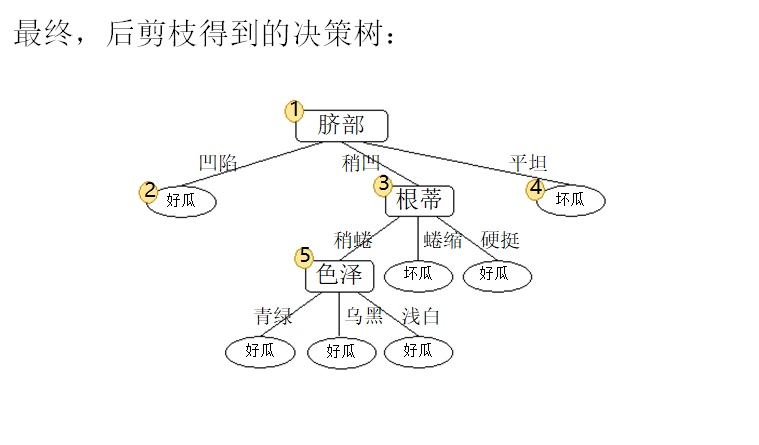 最终，后剪枝得到的决策树：
1
脐部
凹陷 稍凹 平坦
2 好瓜
3 根蒂
4 坏瓜
稍蜷 蜷缩 硬挺
5 色泽
坏瓜 好瓜
青绿 乌黑 浅白
好瓜 好瓜 好瓜